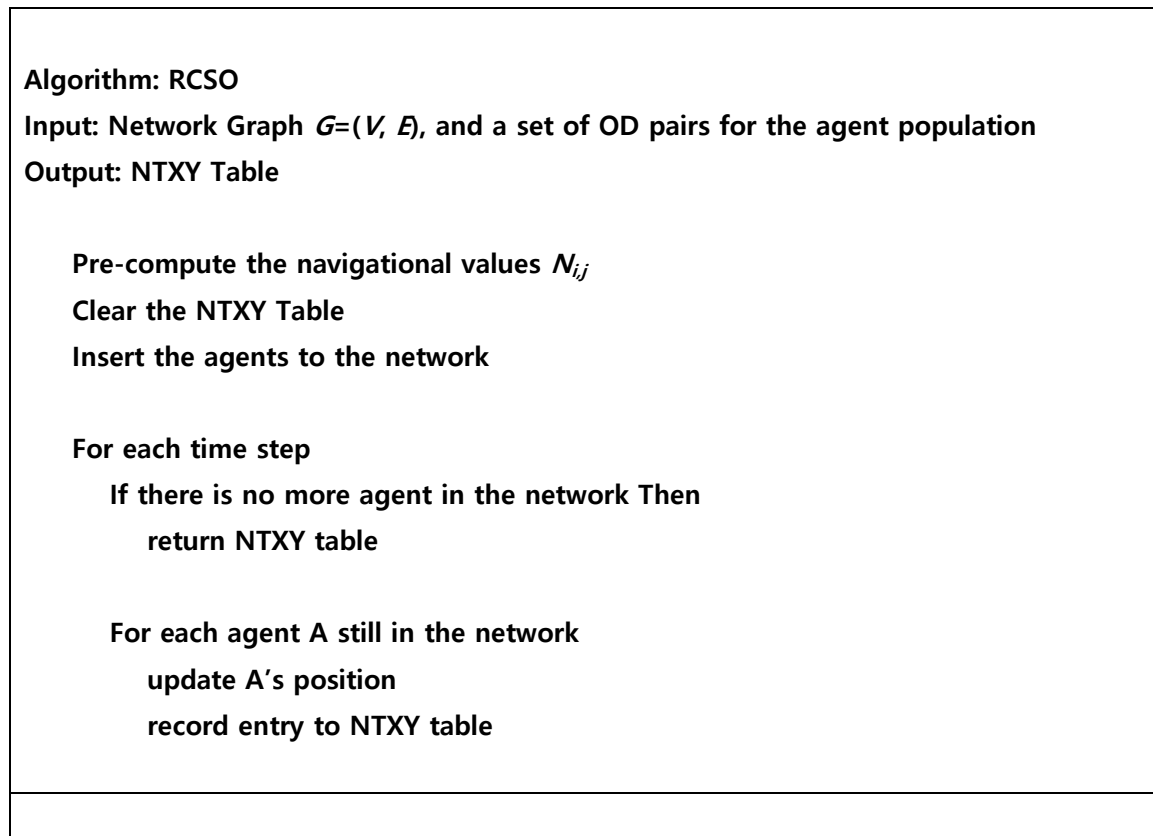 Algorithm: RCSO
Input: Network Graph G=(V, E), and a set of OD pairs for the agent population
Output: NTXY Table
Pre-compute the navigational values Ni,j
Clear the NTXY Table
Insert the agents to the network
For each time step
If there is no more agent in the network Then
return NTXY table
For each agent A still in the network
update A’s position
record entry to NTXY table